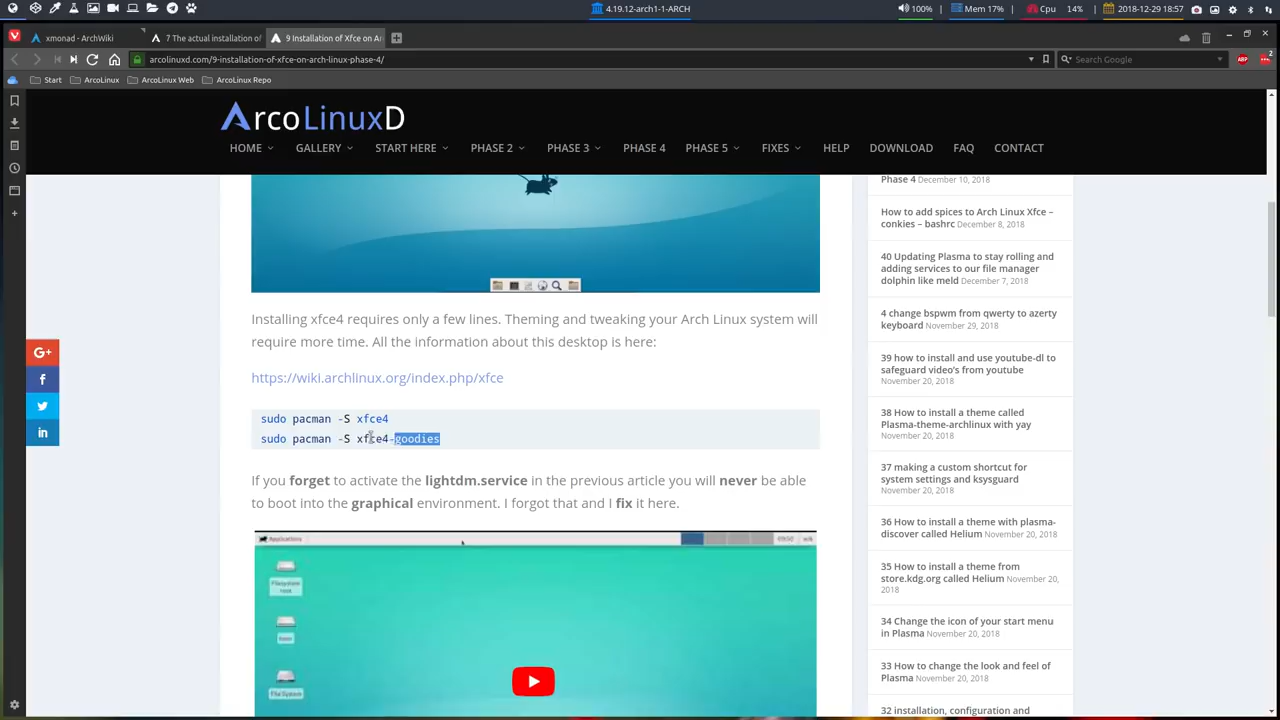 4.19.12-arch1-1-ARCH
100%
Mem 17%
Cpu 14%
2018-12-29 18:57
xmonad - ArchWiki
7 The actual installation of
9 Installation of Xfce on Ar
arcolinuxd.com/9-installation-of-xfce-on-arch-linux-phase-4/
Search Google
ABP
2
Start
ArcoLinux
ArcoLinux Web
ArcoLinux Repo
ArcoLinuxD
HOME
GALLERY
START HERE
PHASE 2
PHASE 3
PHASE 4
PHASE 5
FIXES
HELP
DOWNLOAD
FAQ
CONTACT
Installing xfce4 requires only a few lines. Theming and tweaking your Arch Linux system will
require more time. All the information about this desktop is here:
https://wiki.archlinux.org/index.php/xfce
sudo pacman -S xfce4
sudo pacman -S xfce4-goodies
If you forget to activate the lightdm.service in the previous article you will never be able
to boot into the graphical environment. I forgot that and I fix it here.
Applications
Filesystem
root
File System
G+
f
in
Phase 4 December 10, 2018
How to add spices to Arch Linux Xfce –
conkies – bashrc December 8, 2018
40 Updating Plasma to stay rolling and
adding services to our file manager
dolphin like meld December 7, 2018
4 change bspwm from qwerty to azerty
keyboard November 29, 2018
39 how to install and use youtube-dl to
safeguard video's from youtube
November 20, 2018
38 How to install a theme called
Plasma-theme-archlinux with yay
November 20, 2018
37 making a custom shortcut for
system settings and ksysguard
November 20, 2018
36 How to install a theme with plasma-
discover called Helium November 20, 2018
35 How to install a theme from
store.kdg.org called Helium November 20,
2018
34 Change the icon of your start menu
in Plasma November 20, 2018
33 How to change the look and feel of
Plasma November 20, 2018
32 installation, configuration and